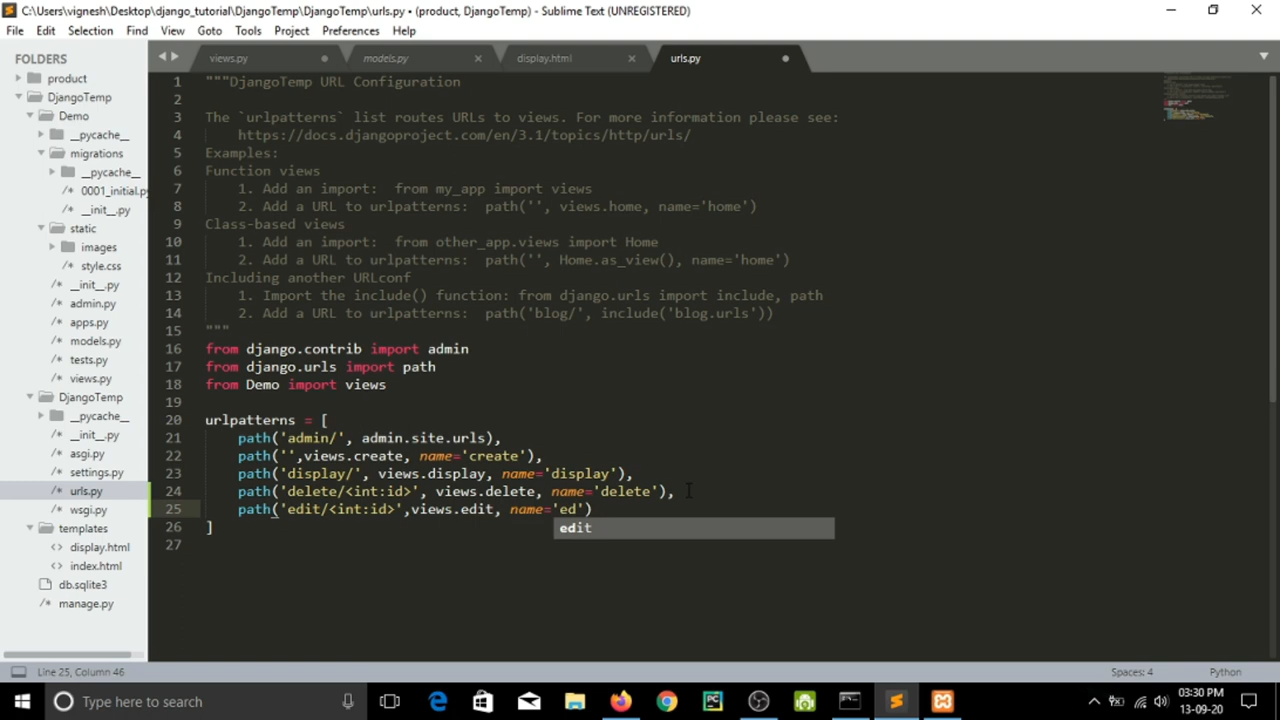 C:\Users\vignesh\Desktop\django_tutorial\DjangoTemp\DjangoTemp\urls.py • (product, DjangoTemp) - Sublime Text (UNREGISTERED)
File Edit Selection Find View Goto Tools Project Preferences Help
FOLDERS
product
DjangoTemp
Demo
__pycache__
migrations
__pycache__
/* 0001_initial.py
/* __init__.py
static
images
/* style.css
/* __init__.py
/* admin.py
/* apps.py
/* models.py
/* tests.py
/* views.py
DjangoTemp
__pycache__
/* __init__.py
/* asgi.py
/* settings.py
/* urls.py
/* wsgi.py
templates
<> display.html
<> index.html
db.sqlite3
/* manage.py
views.py models.py display.html urls.py
1 """DjangoTemp URL Configuration
2
3 The `urlpatterns` list routes URLs to views. For more information please see:
4     https://docs.djangoproject.com/en/3.1/topics/http/urls/
5 Examples:
6 Function views
7     1. Add an import:  from my_app import views
8     2. Add a URL to urlpatterns:  path('', views.home, name='home')
9 Class-based views
10     1. Add an import:  from other_app.views import Home
11     2. Add a URL to urlpatterns:  path('', Home.as_view(), name='home')
12 Including another URLconf
13     1. Import the include() function: from django.urls import include, path
14     2. Add a URL to urlpatterns:  path('blog/', include('blog.urls'))
15 """
16 from django.contrib import admin
17 from django.urls import path
18 from Demo import views
19
20 urlpatterns = [
21     path('admin/', admin.site.urls),
22     path('',views.create, name='create'),
23     path('display/', views.display, name='display'),
24     path('delete/<int:id>', views.delete, name='delete'),
25     path('edit/<int:id>',views.edit, name='ed')
edit
26 ]
27
Line 25, Column 46
Spaces: 4 Python
Type here to search
03:30 PM
13-09-20